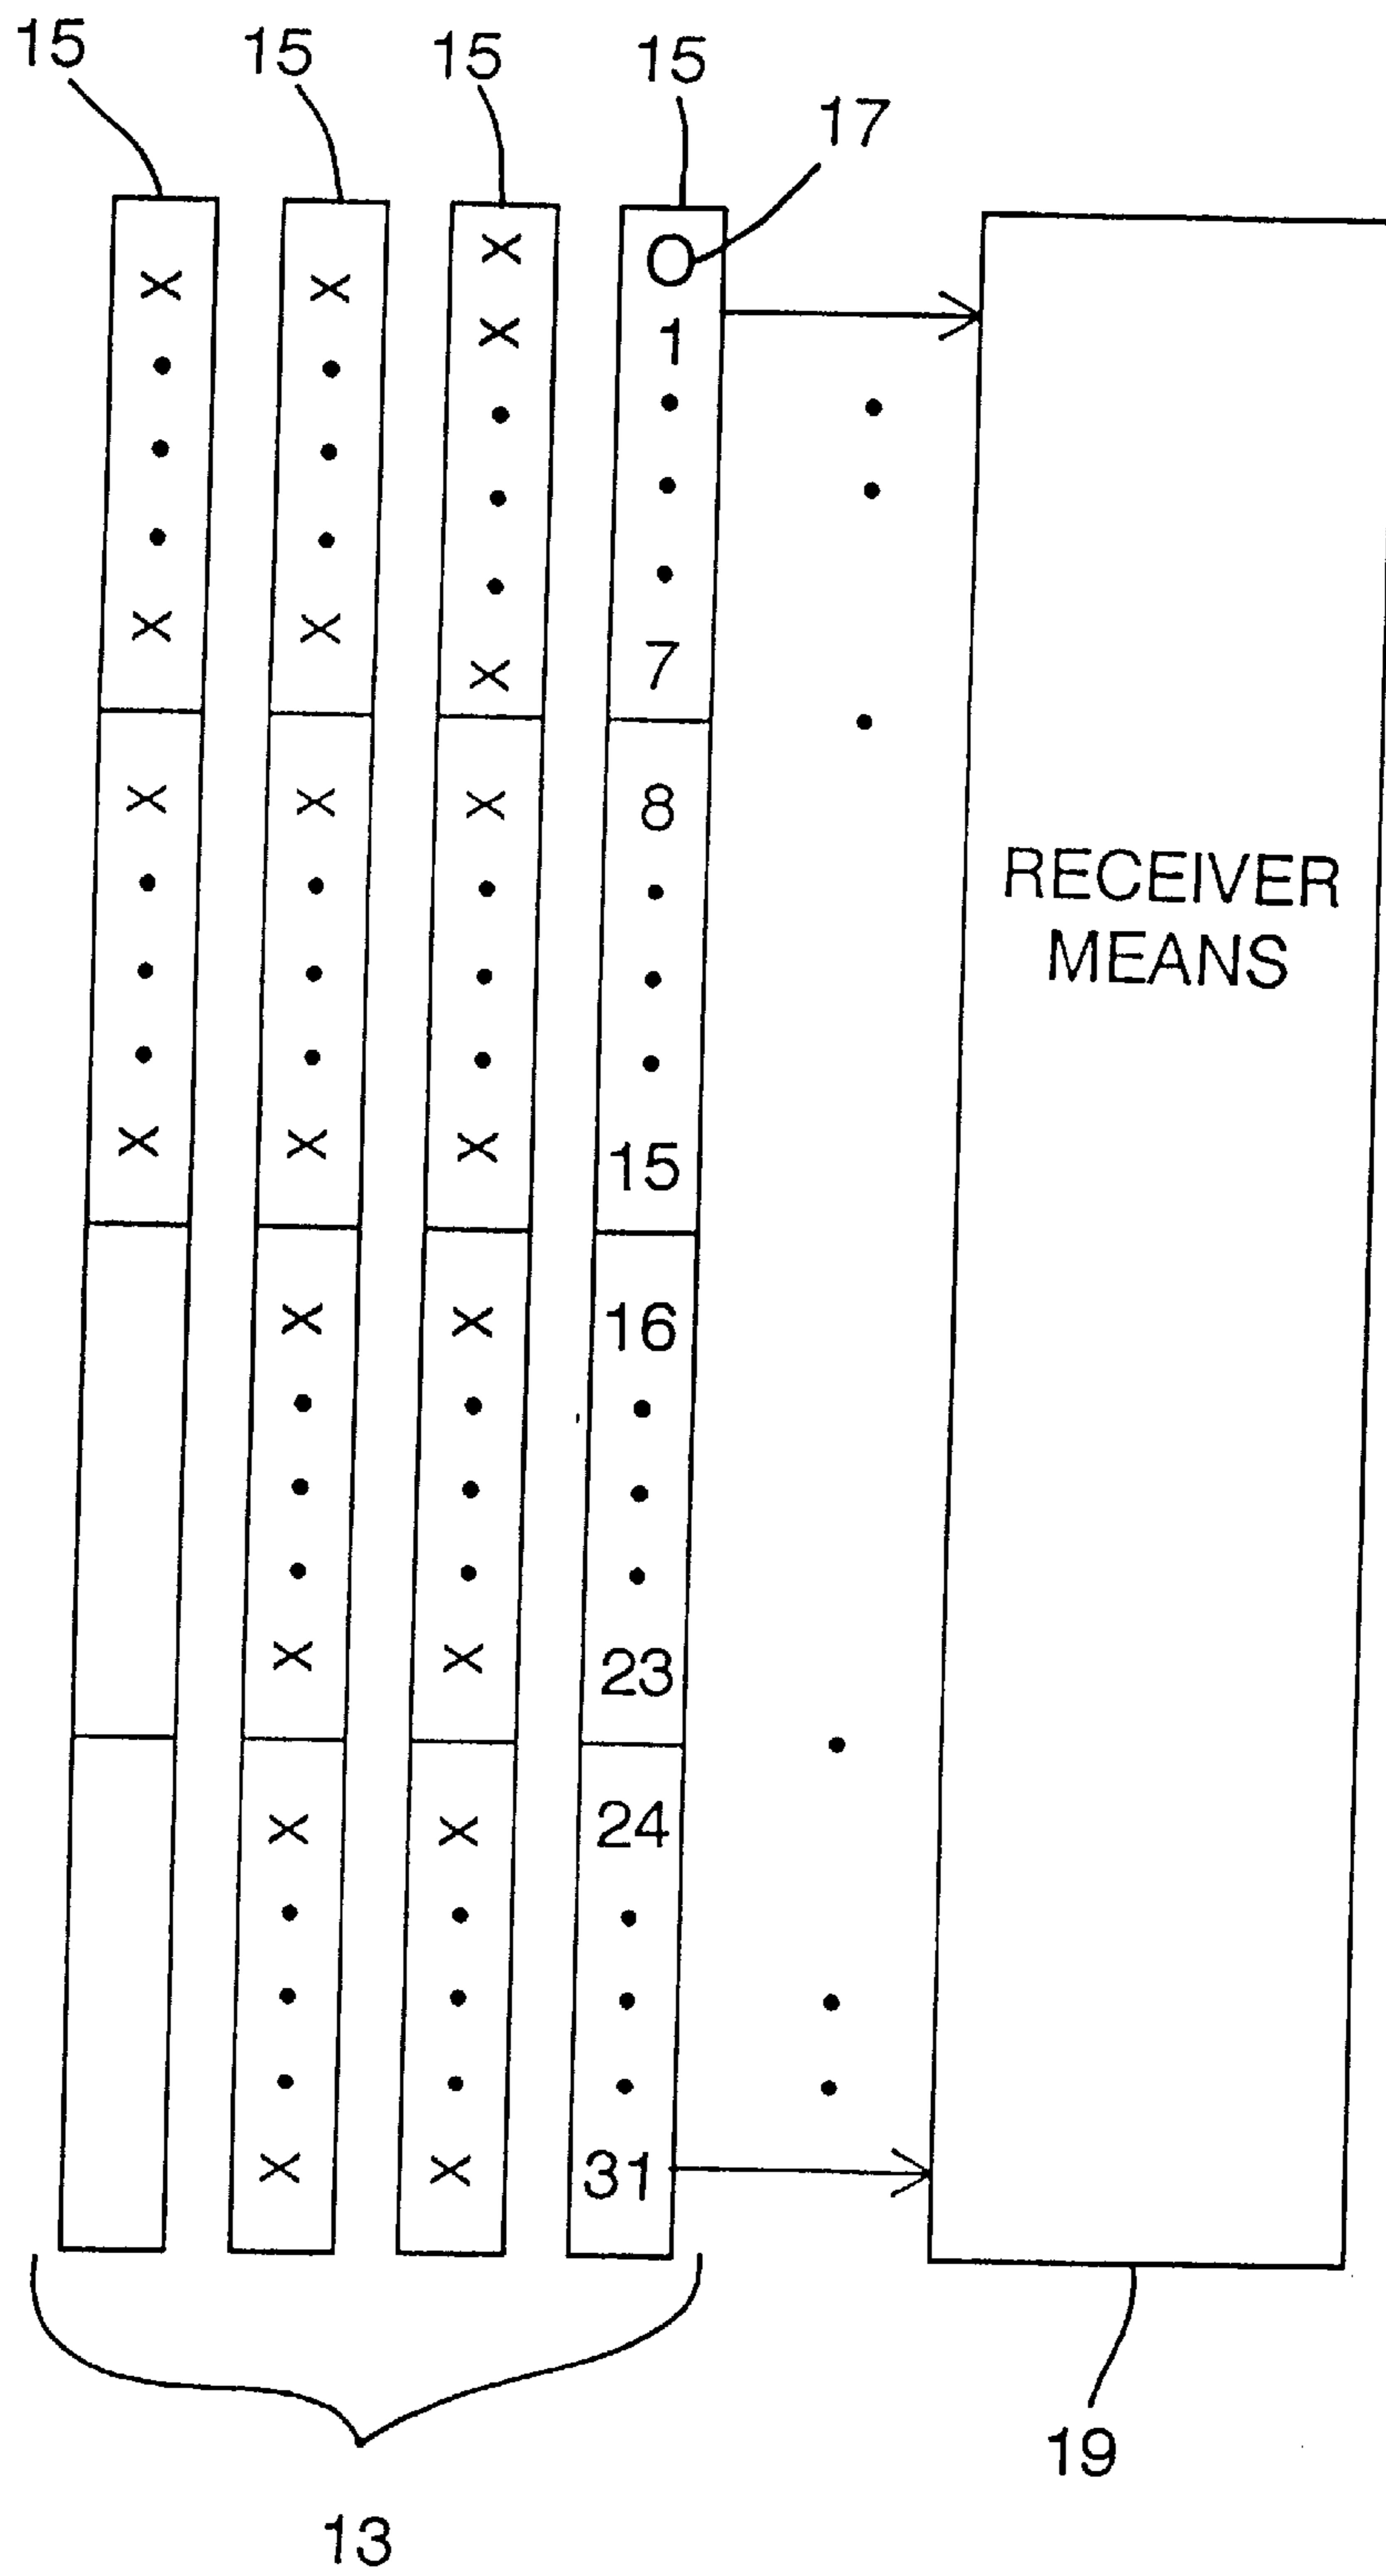 15 15 15 15
17
X X X O
X 1
X X X 7
X X X 8
X X X 15
X X 16
X X 23
X X 24
X X 31
RECEIVER
MEANS
19
13